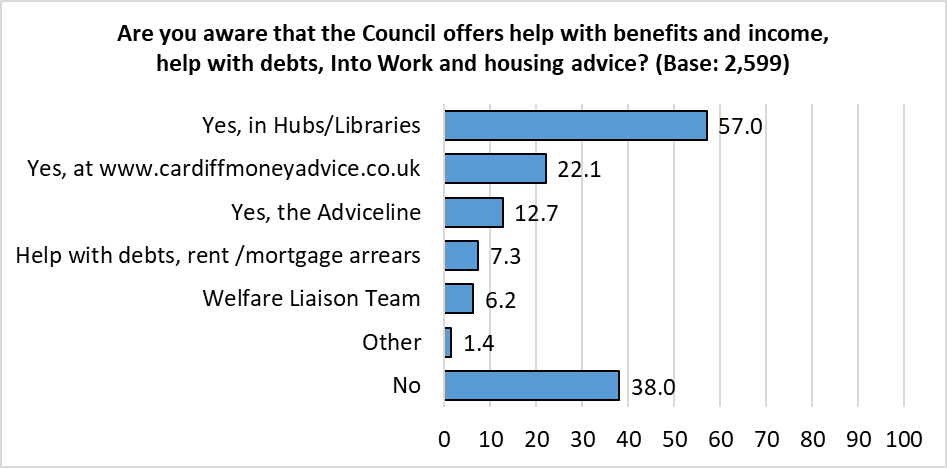 Are you aware that the Council offers help with benefits and income,
help with debts, Into Work and housing advice? (Base: 2,599)
Yes, in Hubs/Libraries 57.0
Yes, at www.cardiffmoneyadvice.co.uk 22.1
Yes, the Adviceline 12.7
Help with debts, rent /mortgage arrears 7.3
Welfare Liaison Team 6.2
Other 1.4
No 38.0
0 10 20 30 40 50 60 70 80 90 100